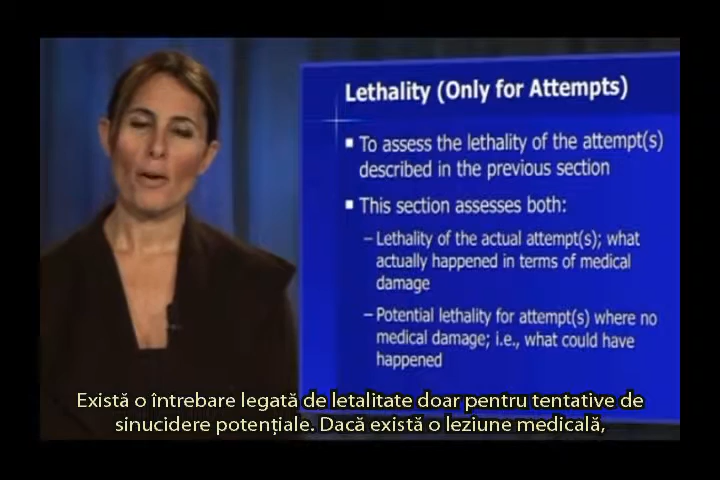 Lethality (Only for Attempts)
▪ To assess the lethality of the attempt(s)
described in the previous section
▪ This section assesses both:
– Lethality of the actual attempt(s); what
actually happened in terms of medical
damage
– Potential lethality for attempt(s) where no
medical damage; i.e., what could have
happened
Există o întrebare legată de letalitate doar pentru tentative de
sinucidere potențiale. Dacă există o leziune medicală,